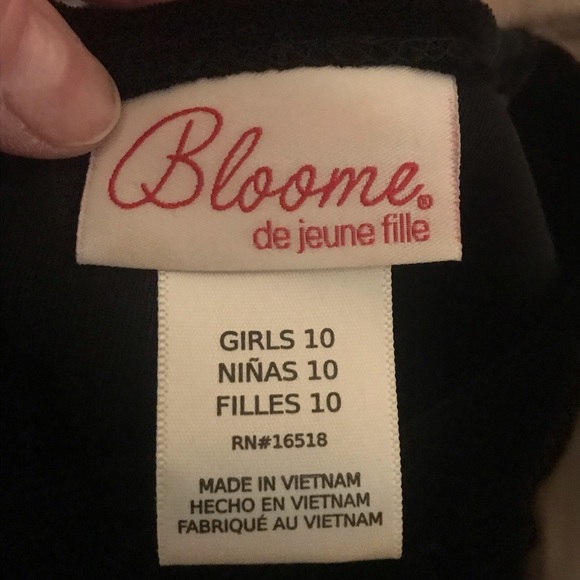 Bloome®
de jeune fille
GIRLS 10
NIÑAS 10
FILLES 10
RN#16518
MADE IN VIETNAM
HECHO EN VIETNAM
FABRIQUÉ AU VIETNAM